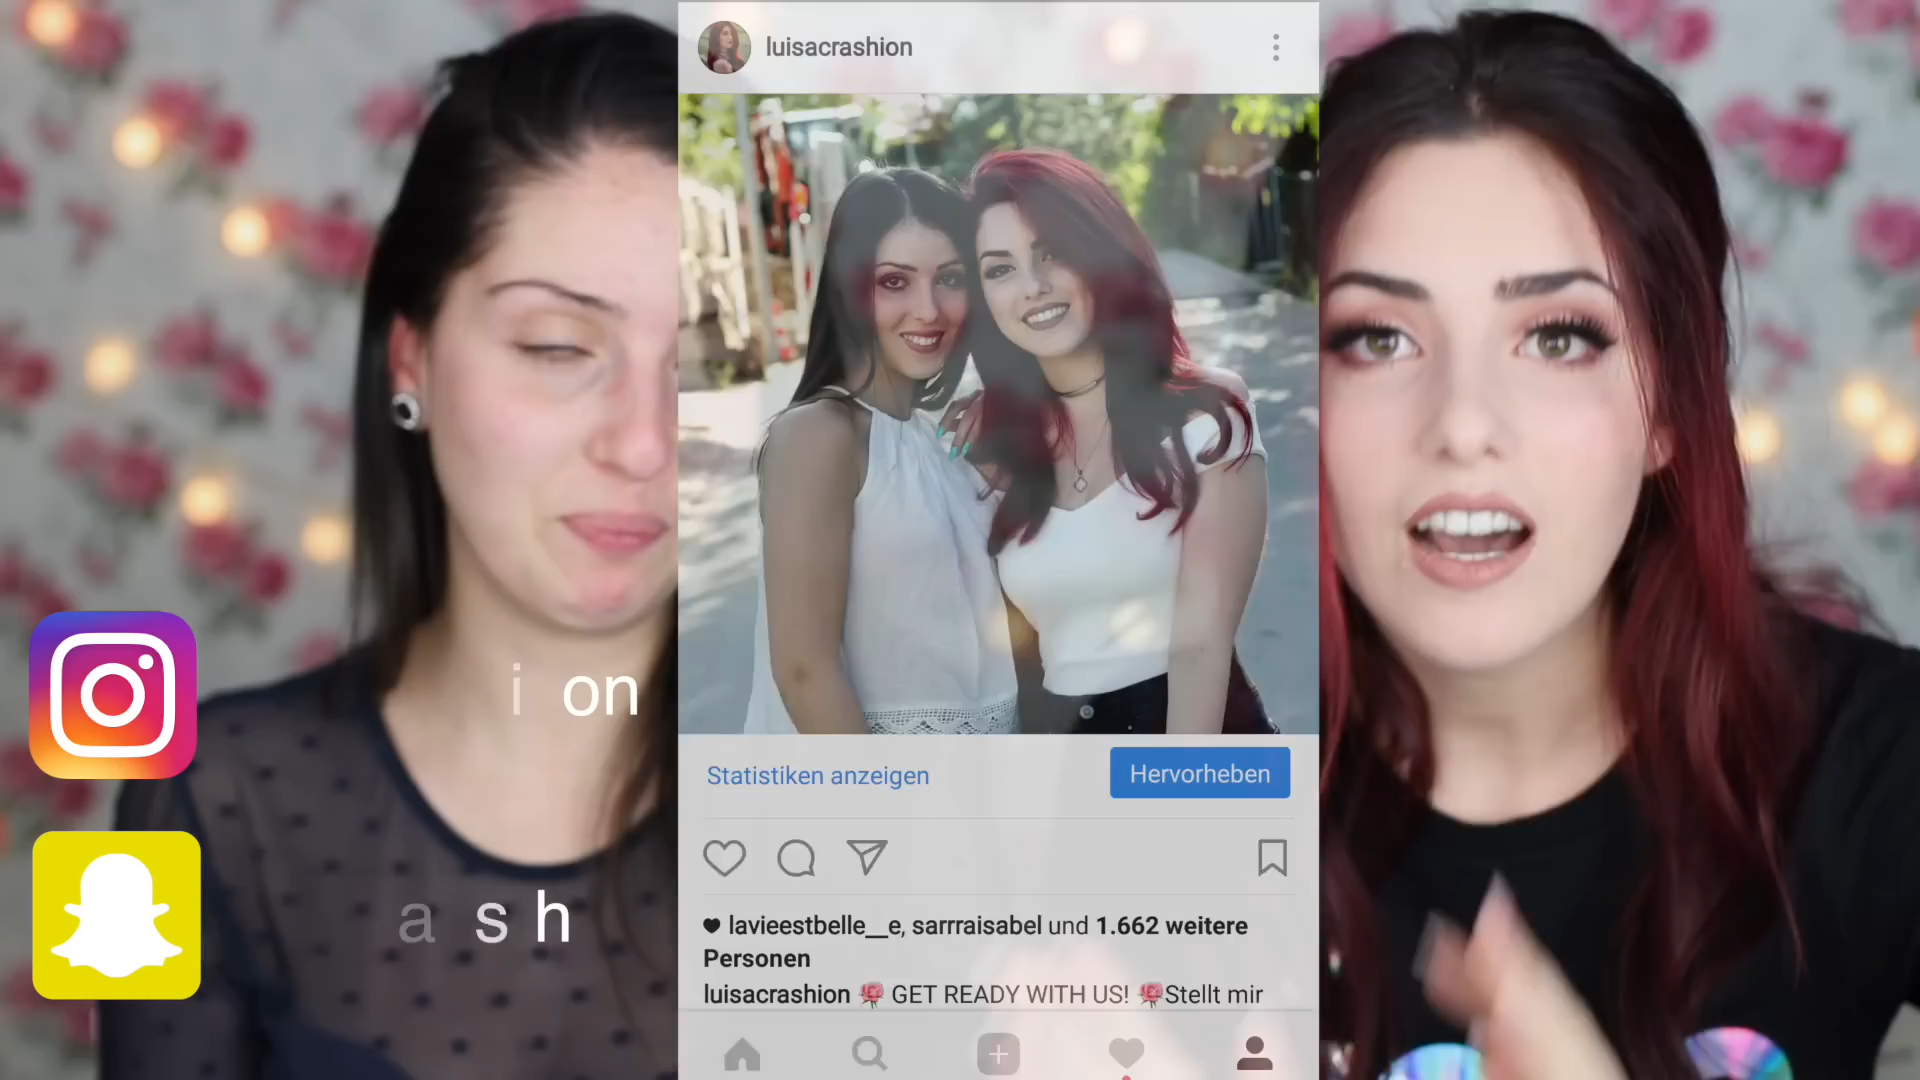 luisacrashion
i on
Statistiken anzeigen
Hervorheben
a s h
lavieestbelle__e, sarrraisabel und 1.662 weitere
Personen
luisacrashion 🌹 GET READY WITH US! 🌹Stellt mir